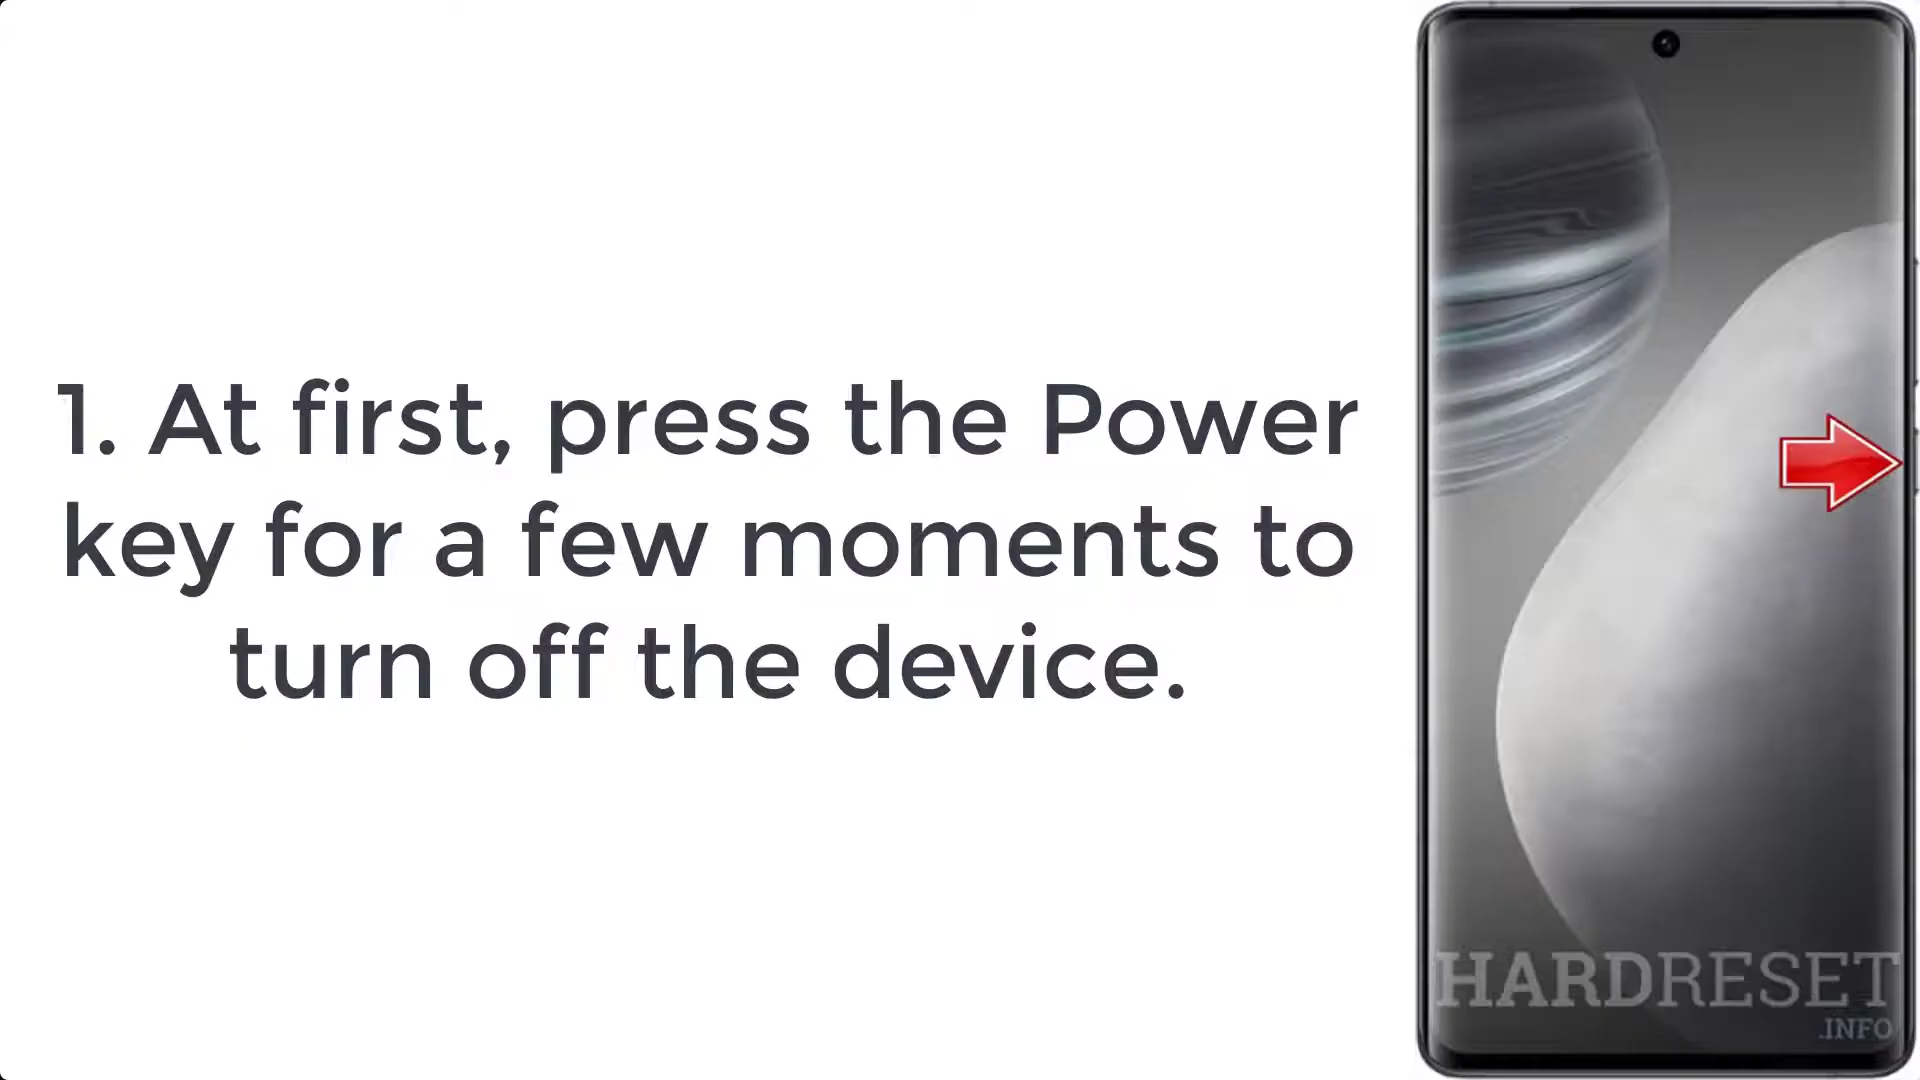 1. At first, press the Power
key for a few moments to
turn off the device.
HARDRESET
.INFO